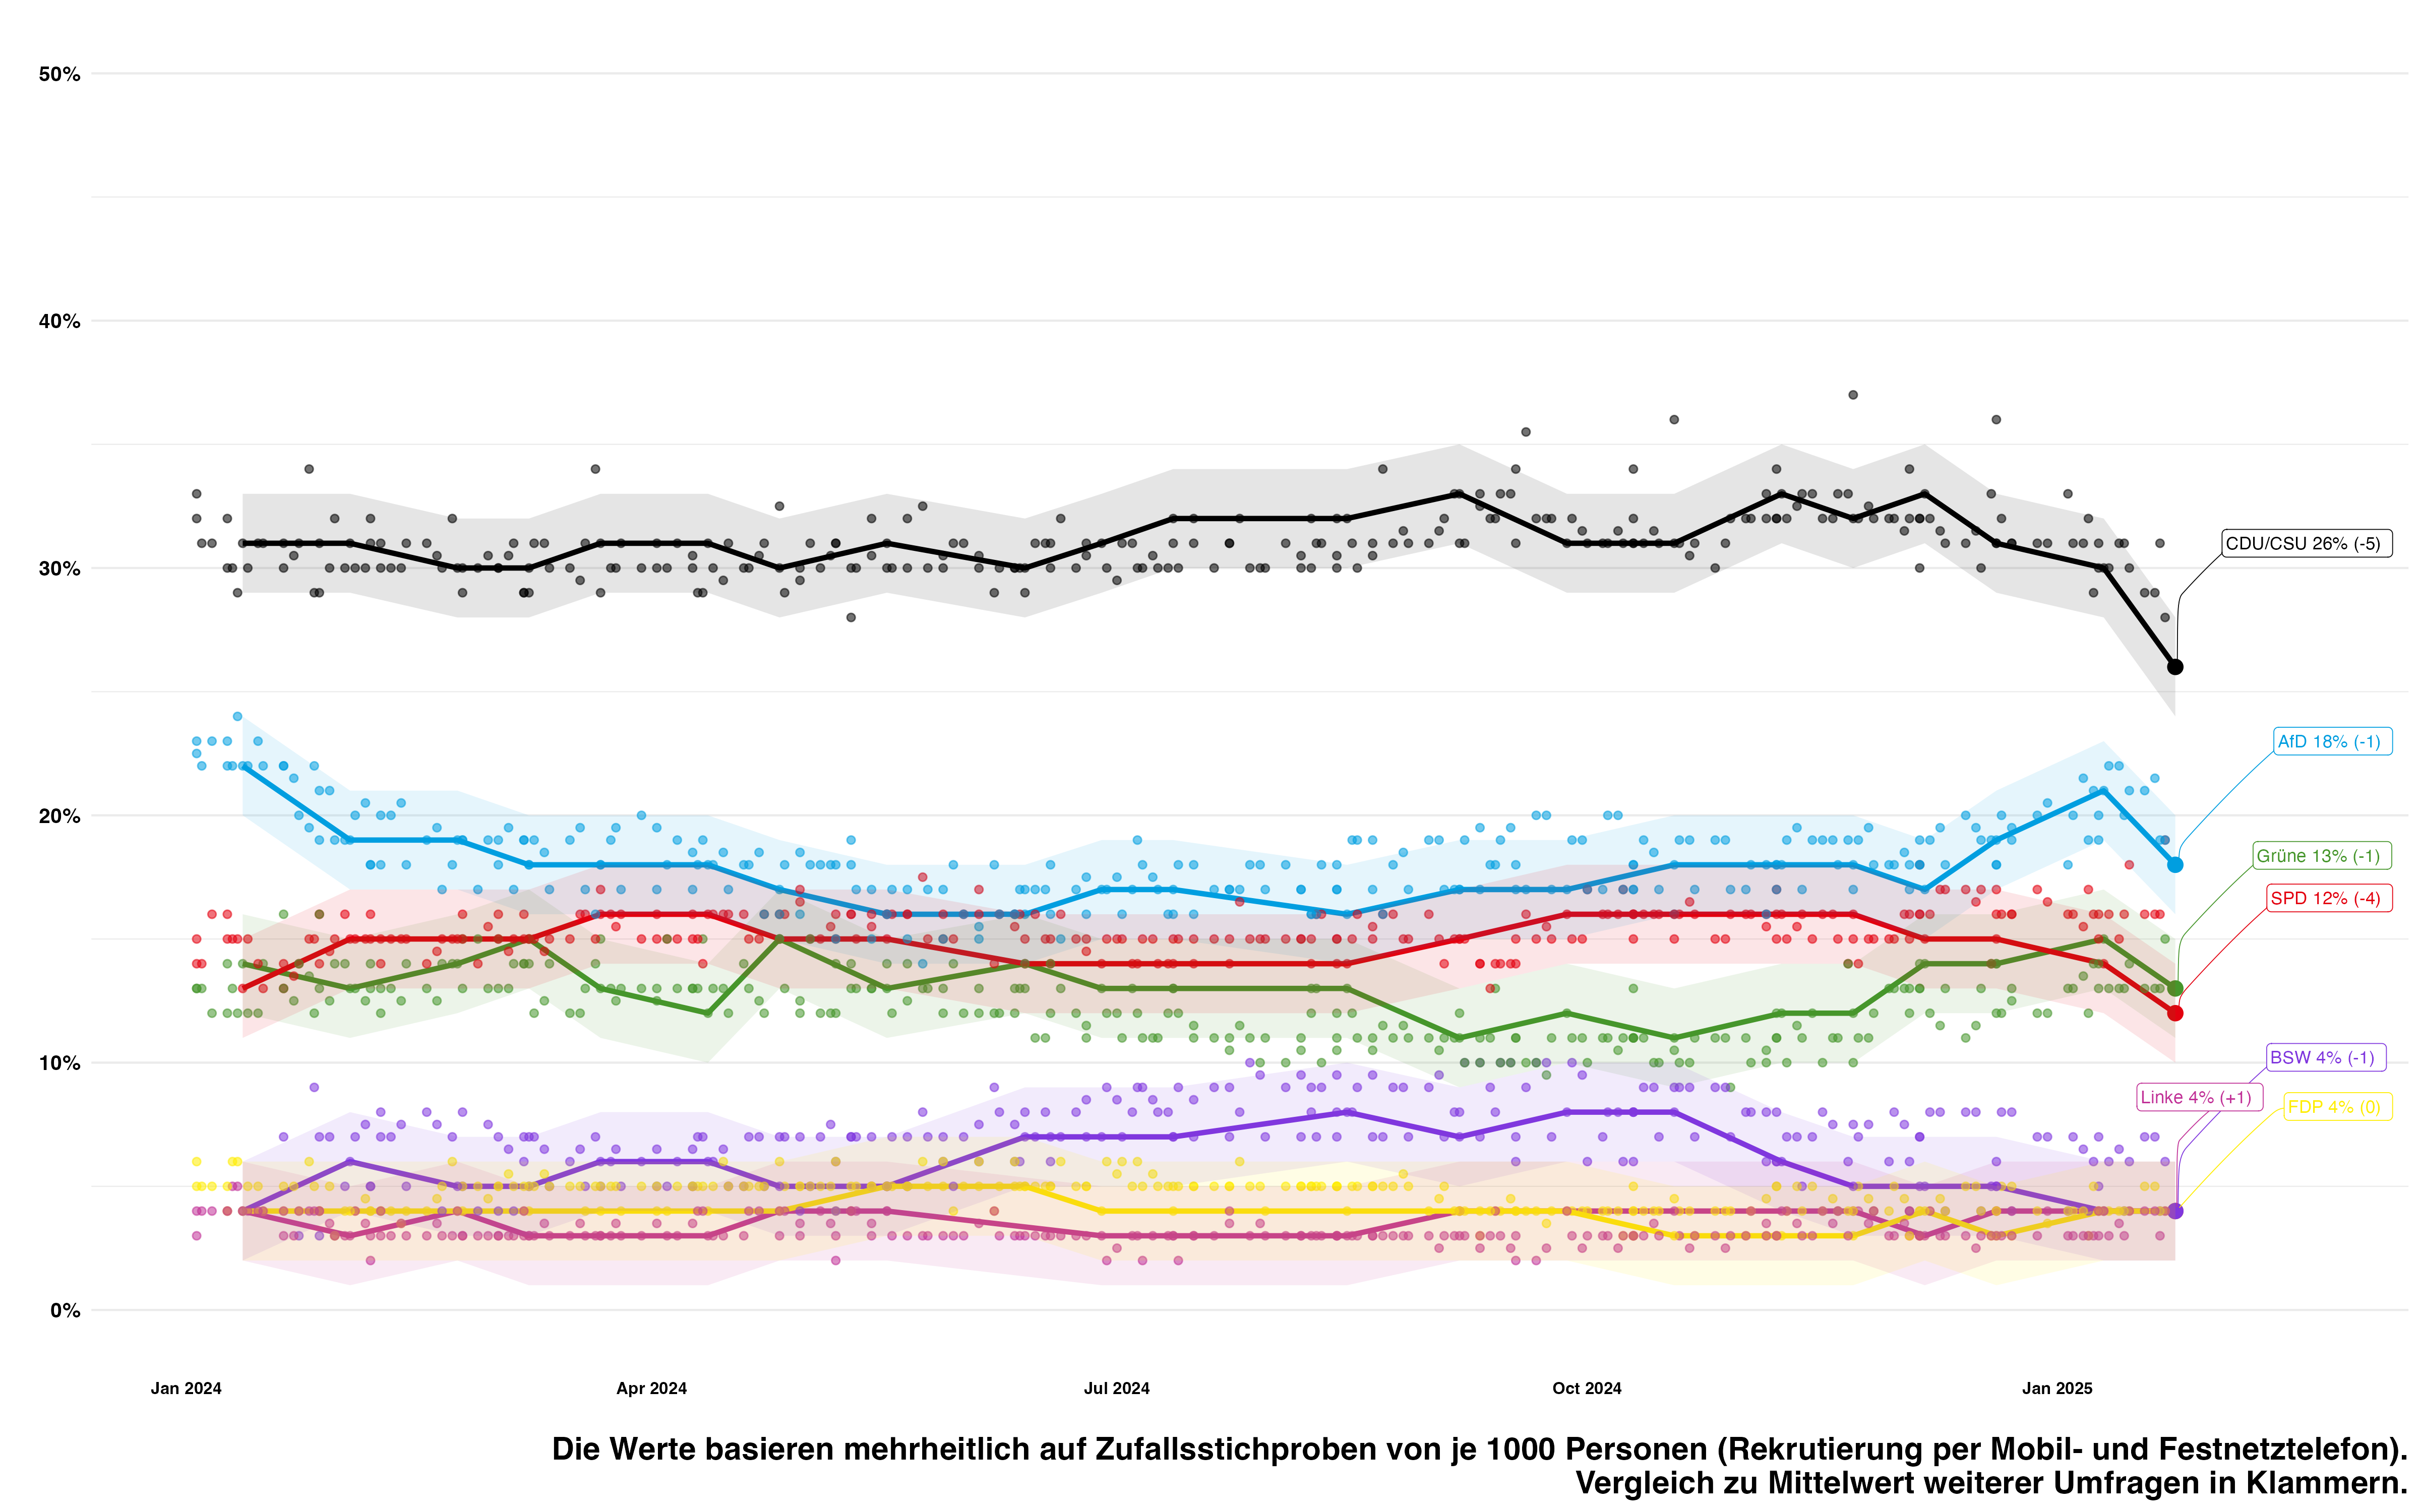 50%
40%
30%
20%
10%
0%
CDU/CSU 26% (-5)
AfD 18% (-1)
Grüne 13% (-1)
SPD 12% (-4)
BSW 4% (-1)
Linke 4% (+1)
FDP 4% (0)
Jan 2024
Apr 2024
Jul 2024
Oct 2024
Jan 2025
Die Werte basieren mehrheitlich auf Zufallsstichproben von je 1000 Personen (Rekrutierung per Mobil- und Festnetztelefon).
Vergleich zu Mittelwert weiterer Umfragen in Klammern.